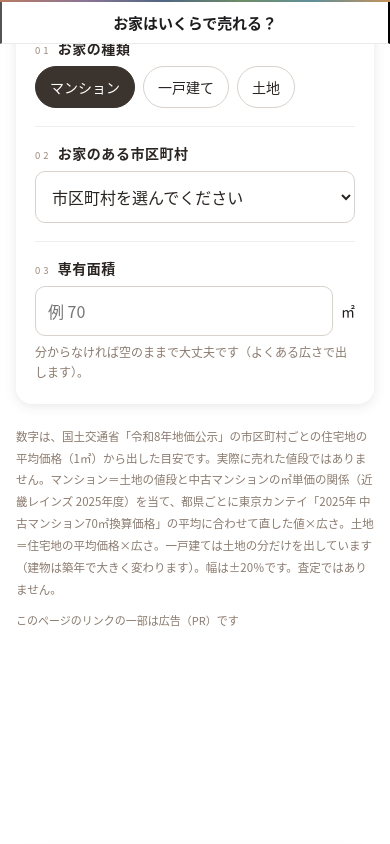 お家はいくらで売れる？
01 お家の種類
マンション 一戸建て 土地
02 お家のある市区町村
市区町村を選んでください
03 専有面積
例 70 ㎡
分からなければ空のままで大丈夫です（よくある広さで出
します）。
数字は、国土交通省「令和8年地価公示」の市区町村ごとの住宅地の
平均価格（1㎡）から出した目安です。実際に売れた値段ではありま
せん。マンション＝土地の値段と中古マンションの㎡単価の関係（近
畿レインズ 2025年度）を当て、都県ごとに東京カンテイ「2025年 中
古マンション70㎡換算価格」の平均に合わせて直した値×広さ。土地
＝住宅地の平均価格×広さ。一戸建ては土地の分だけを出しています
（建物は築年で大きく変わります）。幅は±20%です。査定ではあり
ません。
このページのリンクの一部は広告（PR）です